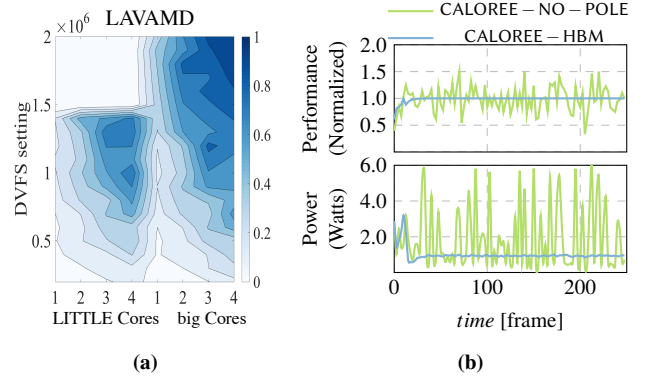 LAVAMD
2 ×10^6
1.5
1
0.5
DVFS setting
1 2 3 4 1 2 3 4
LITTLE Cores big Cores
1
0.8
0.6
0.4
0.2
0
(a)
CALOREE – NO – POLE
CALOREE – HBM
2.0
1.5
1.0
0.5
Performance
(Normalized)
6.0
4.0
2.0
Power
(Watts)
0 100 200
time [frame]
(b)